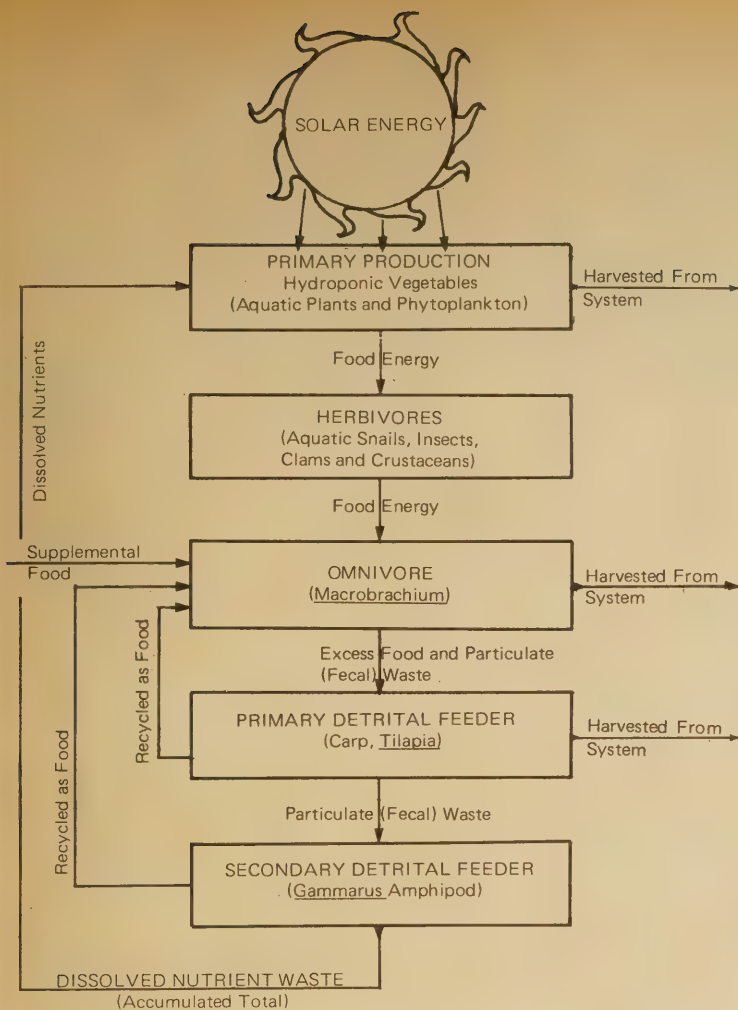 SOLAR ENERGY
PRIMARY PRODUCTION
Hydroponic Vegetables
(Aquatic Plants and Phytoplankton)
Harvested From
System
Dissolved Nutrients
Food Energy
HERBIVORES
(Aquatic Snails, Insects,
Clams and Crustaceans)
Food Energy
Supplemental
Food
OMNIVORE
(Macrobrachium)
Harvested From
System
Excess Food and Particulate
(Fecal) Waste
Recycled as Food
Recycled as Food
PRIMARY DETRITAL FEEDER
(Carp, Tilapia)
Harvested From
System
Particulate (Fecal) Waste
SECONDARY DETRITAL FEEDER
(Gammarus Amphipod)
DISSOLVED NUTRIENT WASTE
(Accumulated Total)